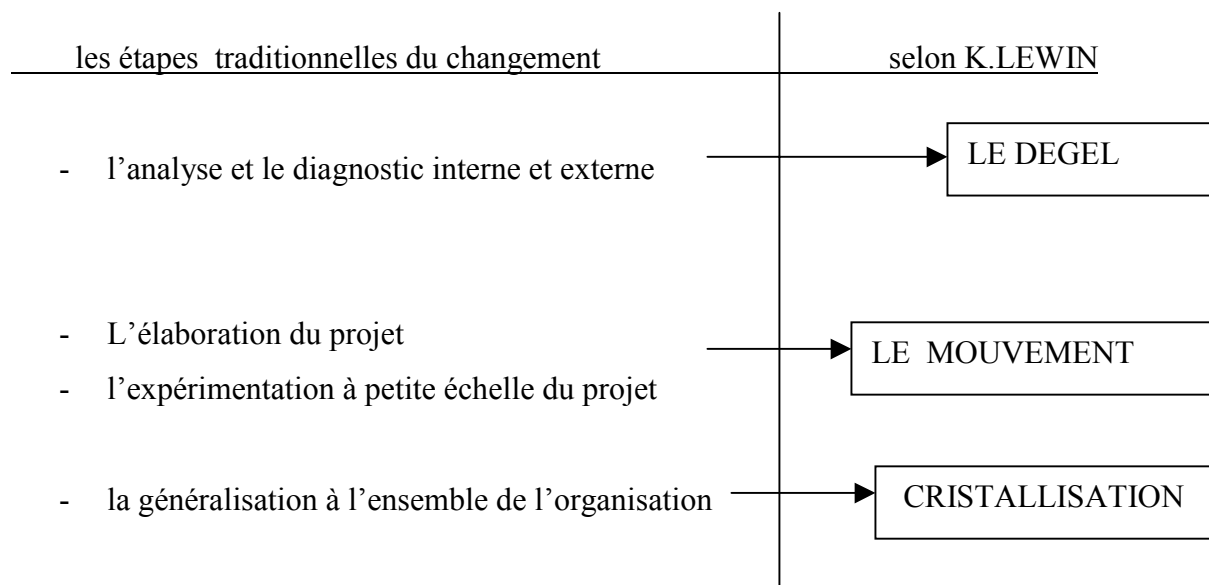 les étapes traditionnelles du changement selon K.LEWIN
- l’analyse et le diagnostic interne et externe LE DEGEL
- L’élaboration du projet
LE MOUVEMENT
- l’expérimentation à petite échelle du projet
- la généralisation à l’ensemble de l’organisation CRISTALLISATION